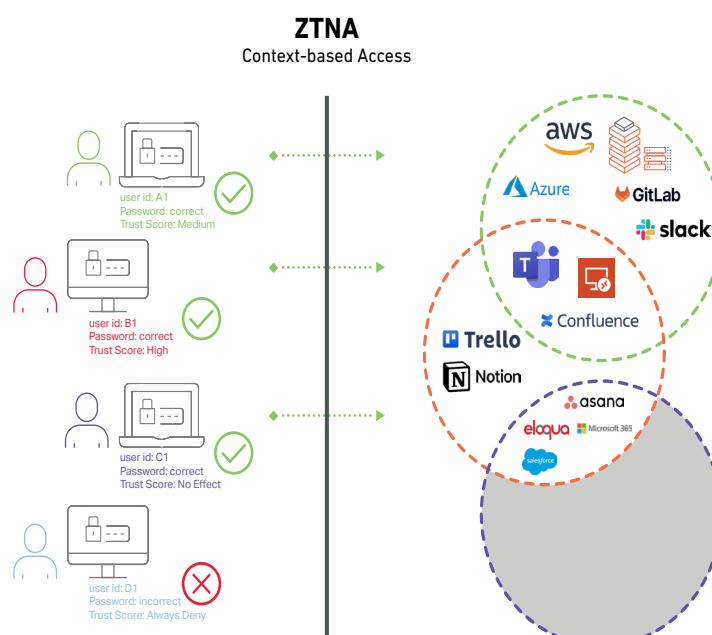 ZTNA
Context-based Access
user id: A1
Password: correct
Trust Score: Medium
user id: B1
Password: correct
Trust Score: High
user id: C1
Password: correct
Trust Score: No Effect
user id: D1
Password: incorrect
Trust Score: Always Deny
aws
Azure
GitLab
slack
T
Confluence
Trello
N Notion
asana
eloqua Microsoft 365
salesforce